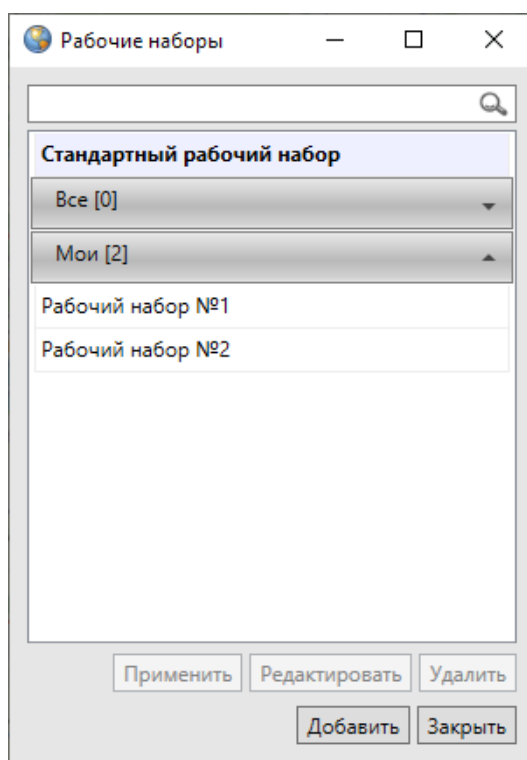 Рабочие наборы
Стандартный рабочий набор
Все [0]
Мои [2]
Рабочий набор №1
Рабочий набор №2
Применить Редактировать Удалить
Добавить Закрыть